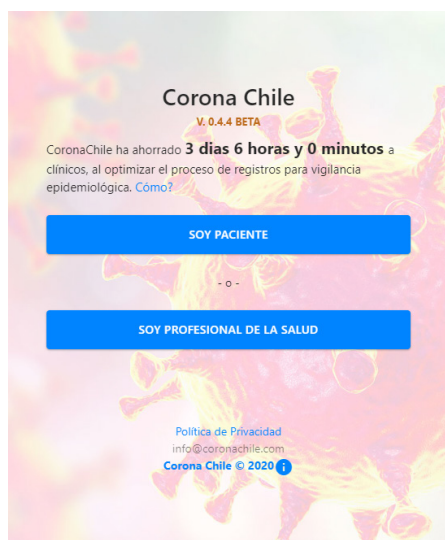 Corona Chile
V. 0.4.4 BETA
CoronaChile ha ahorrado 3 dias 6 horas y 0 minutos a
clínicos, al optimizar el proceso de registros para vigilancia
epidemiológica. Cómo?
SOY PACIENTE
- o -
SOY PROFESIONAL DE LA SALUD
Política de Privacidad
info@coronachile.com
Corona Chile © 2020 i